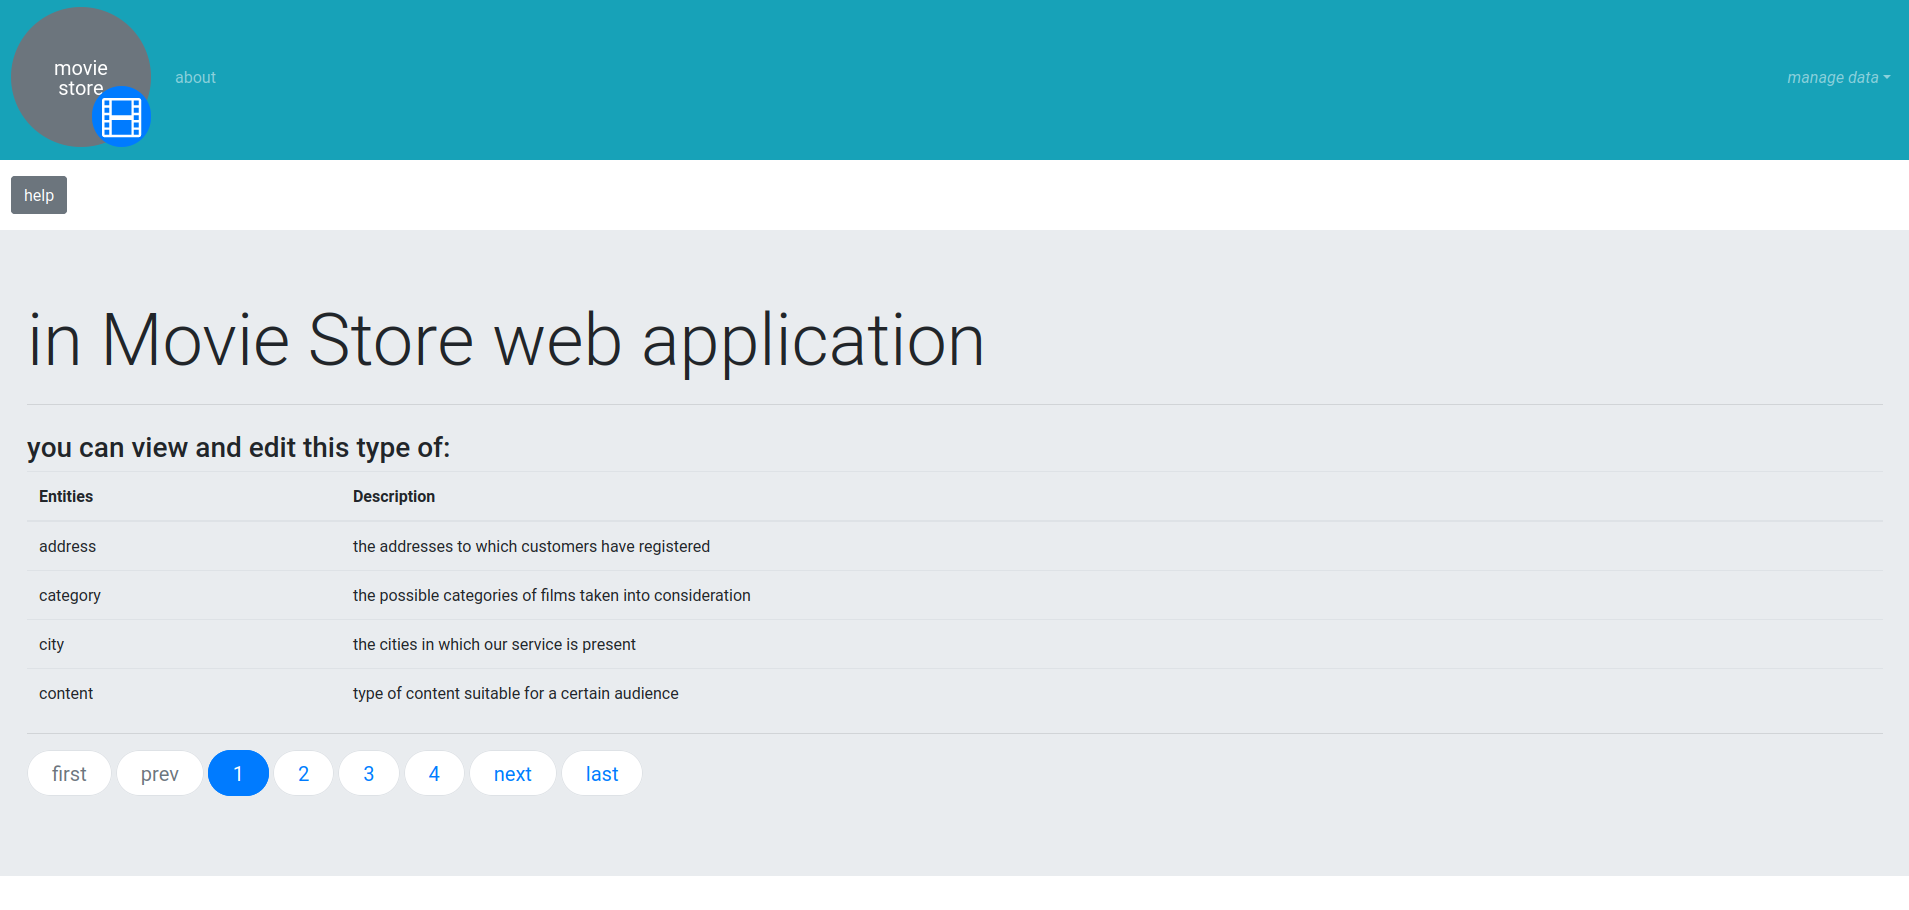 movie
store
about
manage data
help
in Movie Store web application
you can view and edit this type of:
Entities Description
address the addresses to which customers have registered
category the possible categories of films taken into consideration
city the cities in which our service is present
content type of content suitable for a certain audience
first prev 1 2 3 4 next last